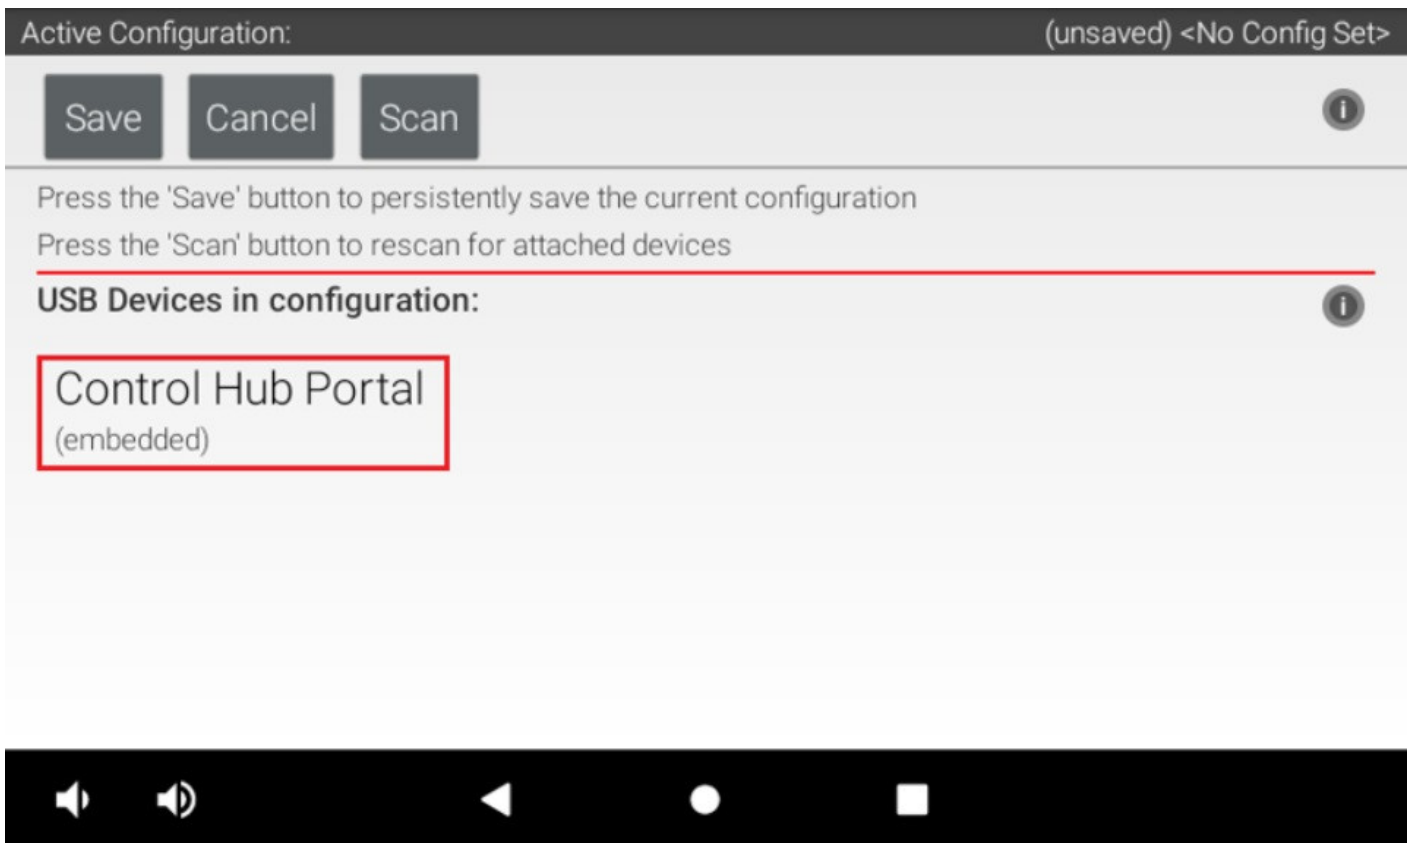 Active Configuration: (unsaved) <No Config Set>
Save Cancel Scan
Press the 'Save' button to persistently save the current configuration
Press the 'Scan' button to rescan for attached devices
USB Devices in configuration:
Control Hub Portal
(embedded)